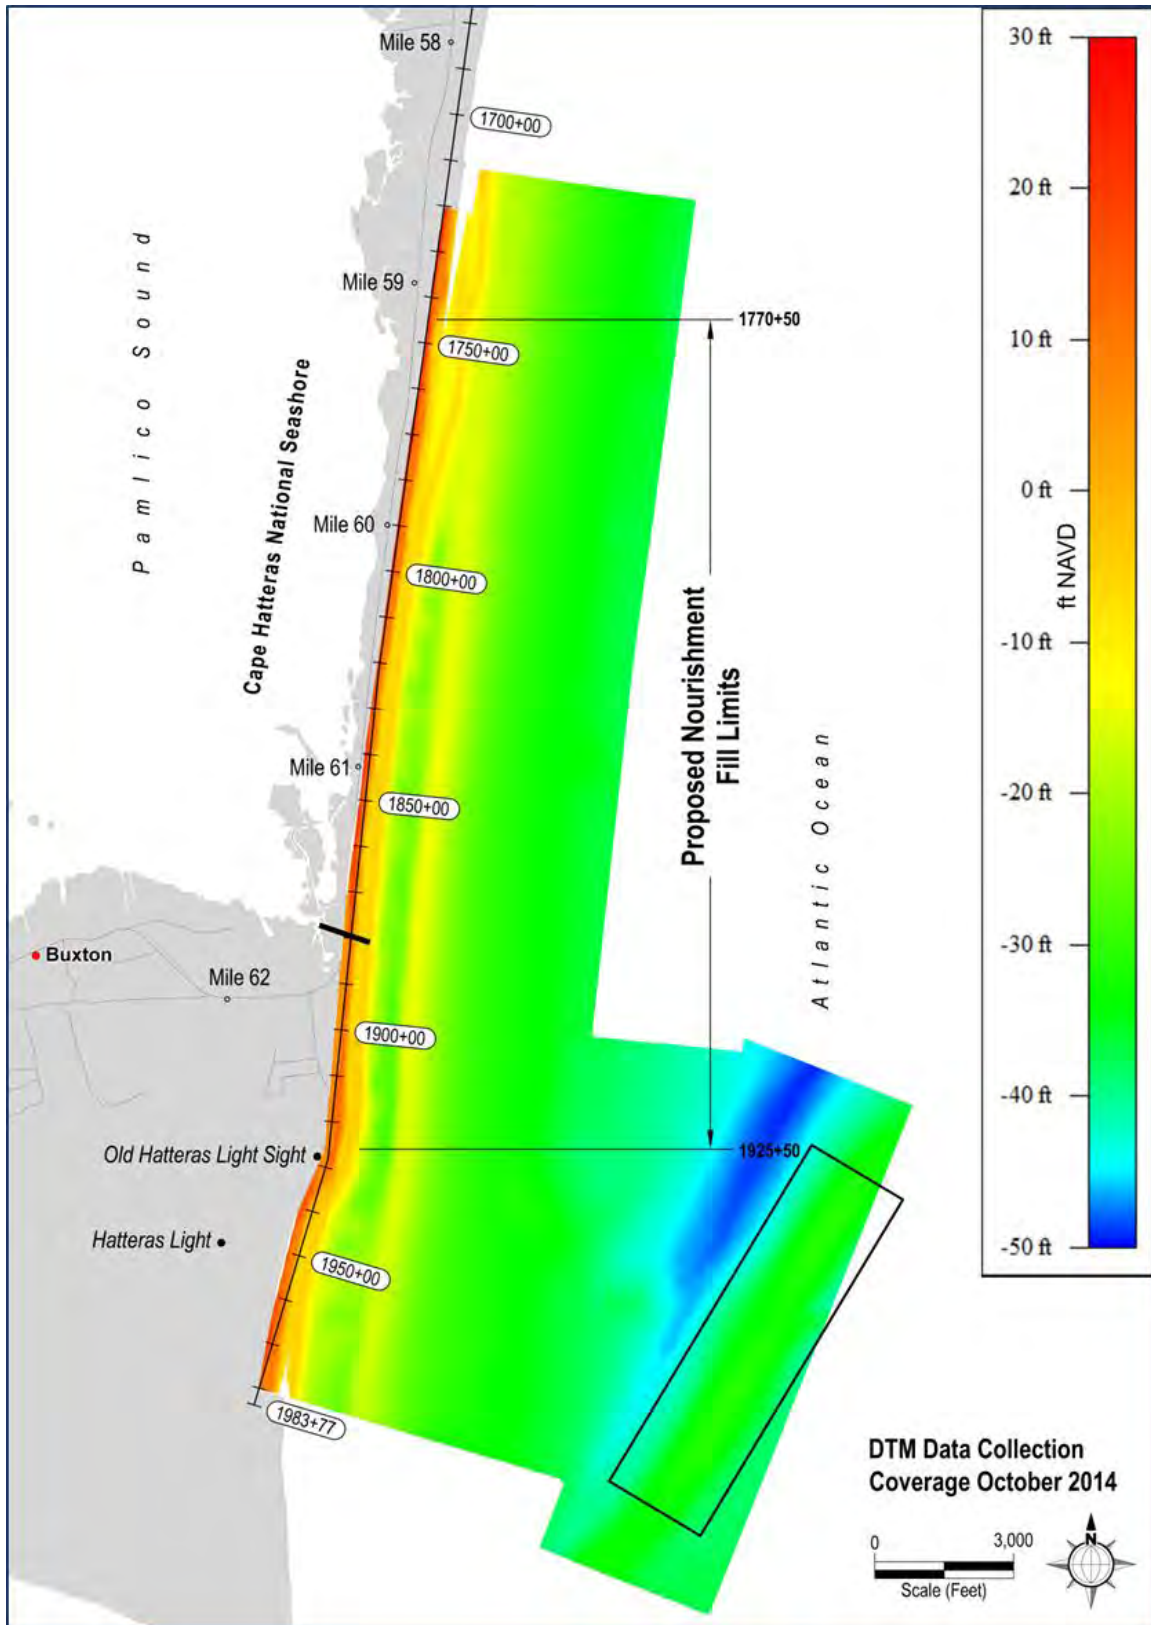 Mile 58
1700+00
Mile 59
1770+50
1750+00
Pamlico Sound
Cape Hatteras National Seashore
Mile 60
1800+00
Proposed Nourishment
Fill Limits
Atlantic Ocean
Mile 61
1850+00
Buxton
Mile 62
1900+00
Old Hatteras Light Sight
1925+50
Hatteras Light
1950+00
1983+77
30 ft
20 ft
10 ft
0 ft
-10 ft
-20 ft
-30 ft
-40 ft
-50 ft
ft NAVD
DTM Data Collection
Coverage October 2014
0 3,000
Scale (Feet)
N